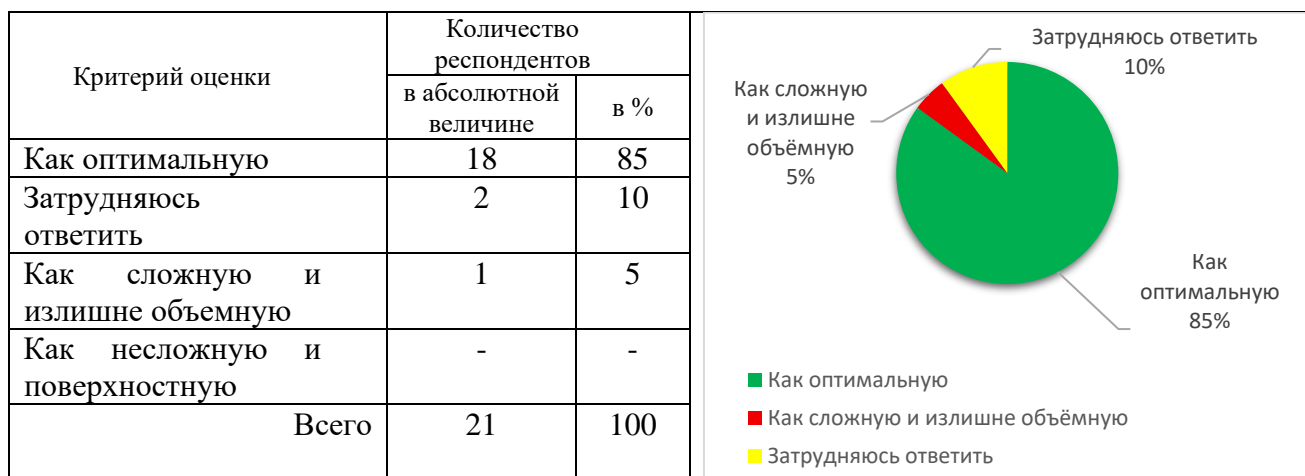 Критерий оценки
Количество
респондентов
в абсолютной
величине
в %
Как оптимальную 18 85
Затрудняюсь 2 10
ответить
Как сложную и 1 5
излишне объемную
Как несложную и - -
поверхностную
Всего 21 100
Затрудняюсь ответить
10%
Как сложную
и излишне
объёмную
5%
Как
оптимальную
85%
Как оптимальную
Как сложную и излишне объёмную
Затрудняюсь ответить